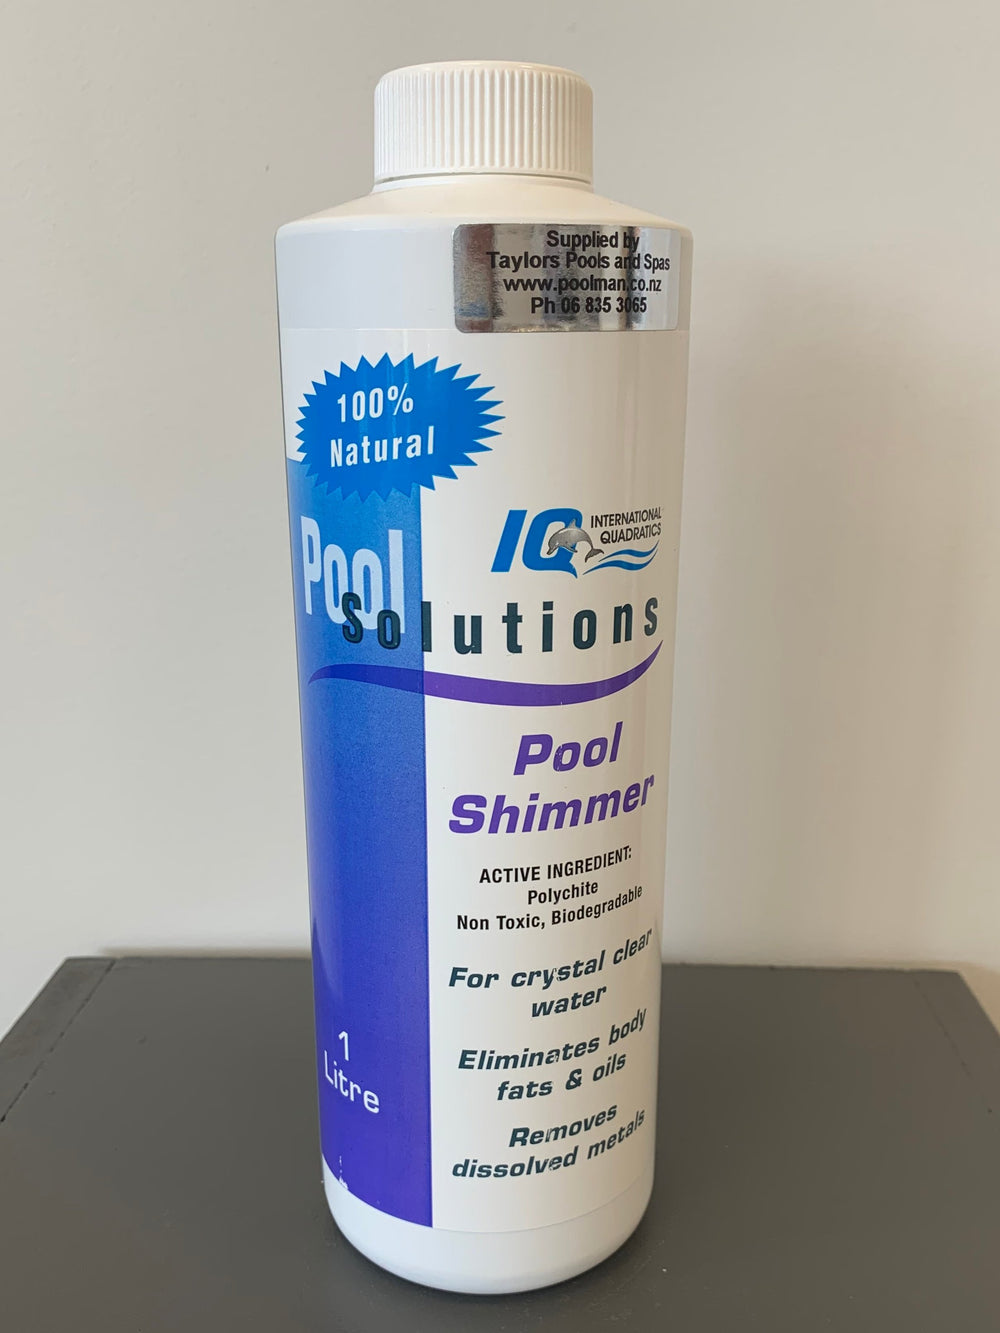 Supplied by
Taylors Pools and Spas
www.poolman.co.nz
Ph 06 835 3065
100%
Natural
IQ INTERNATIONAL
QUADRATICS
Pool
Solutions
Pool
Shimmer
ACTIVE INGREDIENT:
Polychite
Non Toxic, Biodegradable
For crystal clear
water
Eliminates body
fats & oils
Removes
dissolved metals
1
Litre